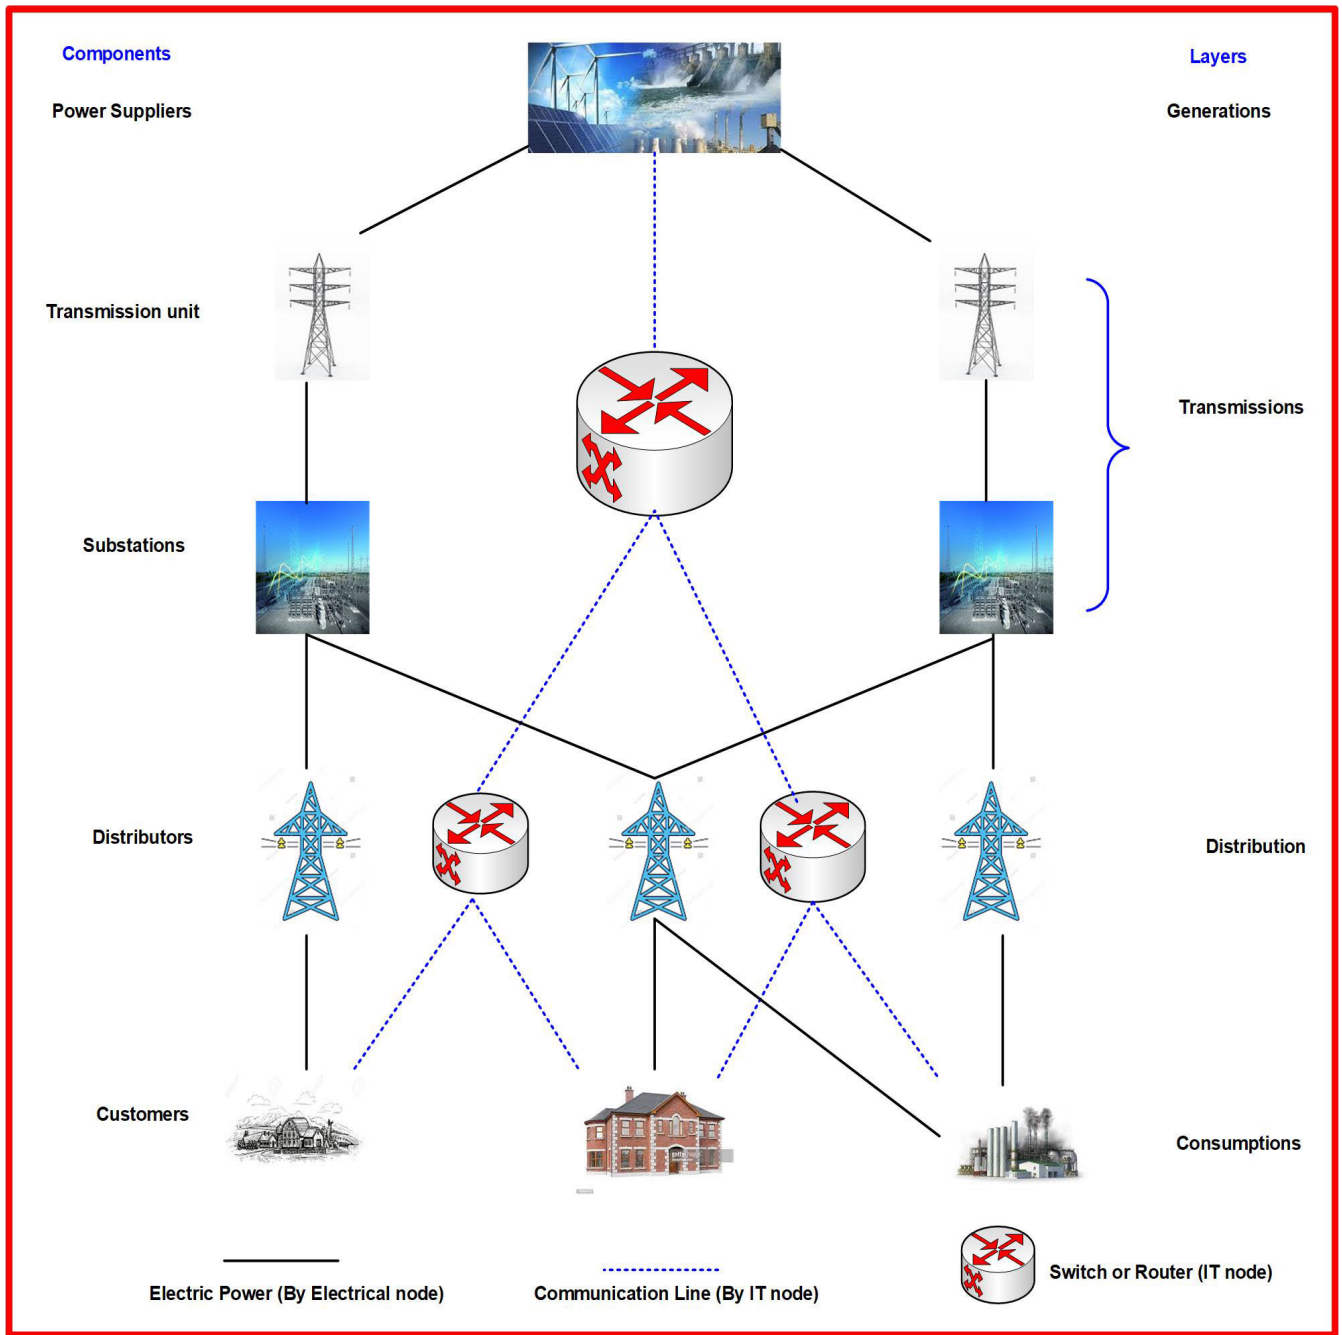 Components
Layers
Power Suppliers
Generations
Transmission unit
Transmissions
Substations
Distributors
Distribution
Customers
Consumptions
gettyimages
Switch or Router (IT node)
Electric Power (By Electrical node)
Communication Line (By IT node)